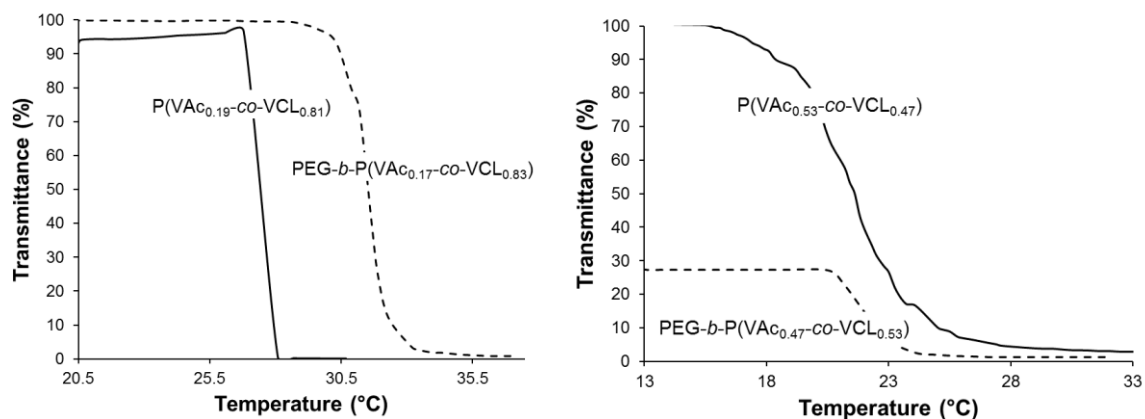 100
90
80
70
60
50
40
30
20
10
0
Transmittance (%)
P(VAc0.19-co-VCL0.81)
PEG-b-P(VAc0.17-co-VCL0.83)
20.5 25.5 30.5 35.5
Temperature (°C)
100
90
80
70
60
50
40
30
20
10
0
Transmittance (%)
P(VAc0.53-co-VCL0.47)
PEG-b-P(VAc0.47-co-VCL0.53)
13 18 23 28 33
Temperature (°C)